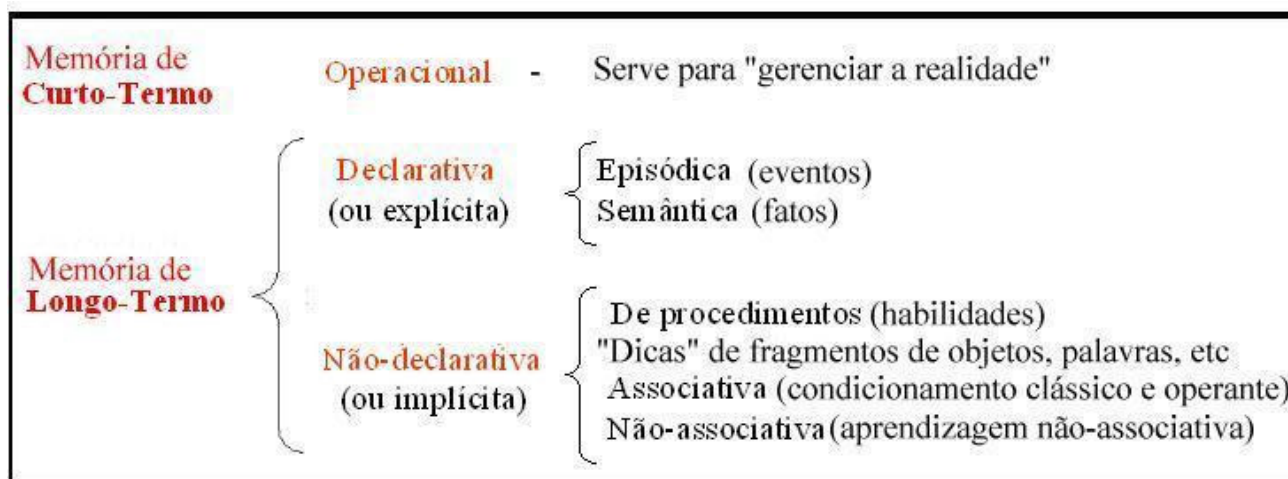 Memória de
Curto-Termo
Operacional - Serve para "gerenciar a realidade"
Declarativa
(ou explícita)
Episódica (eventos)
Semântica (fatos)
Memória de
Longo-Termo
Não-declarativa
(ou implícita)
De procedimentos (habilidades)
"Dicas" de fragmentos de objetos, palavras, etc
Associativa (condicionamento clássico e operante)
Não-associativa (aprendizagem não-associativa)